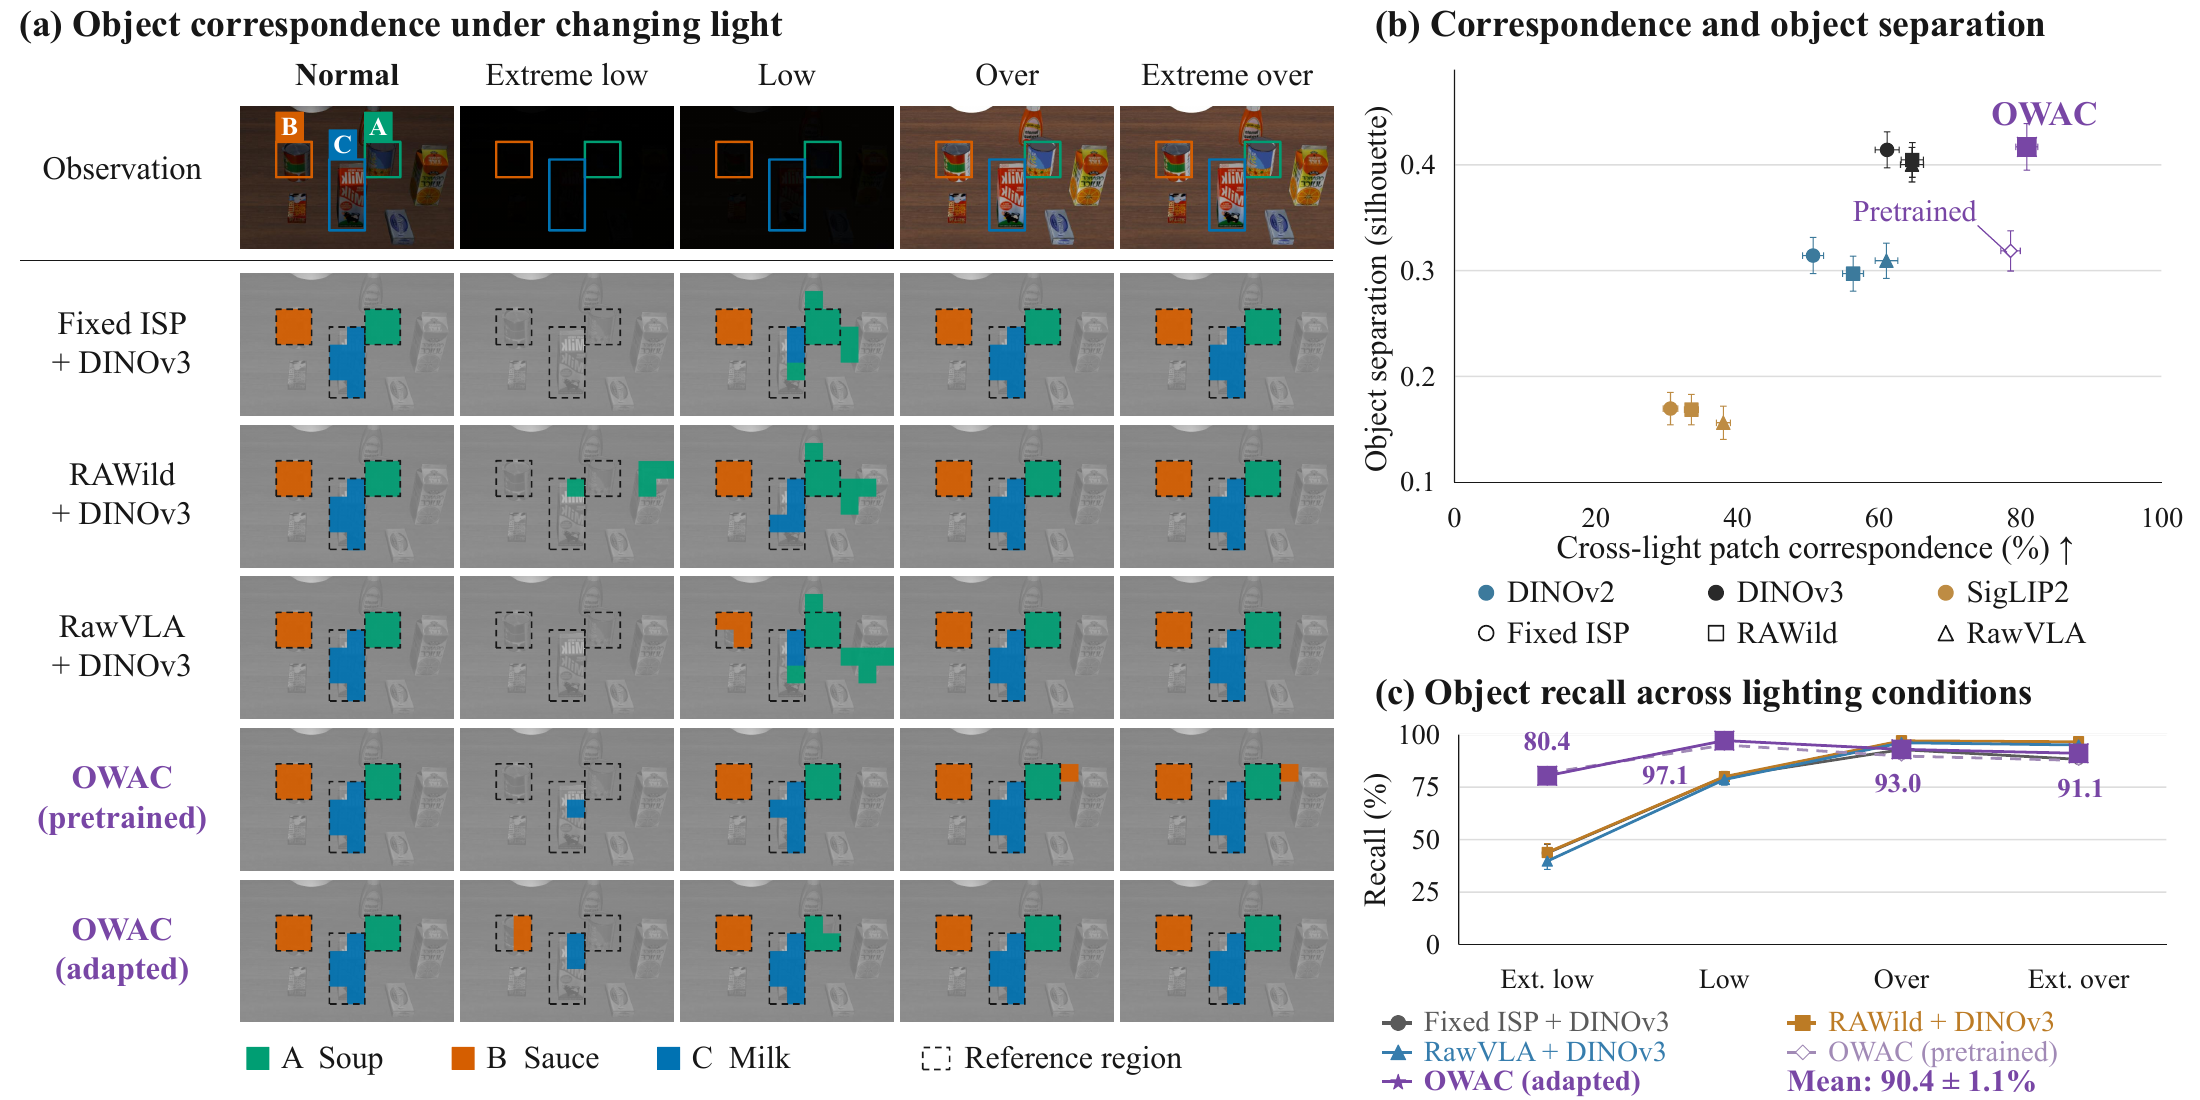 (a) Object correspondence under changing light
Normal
Extreme low
Low
Over
Extreme over
Observation
B
C
A
Milk
Fixed ISP
+ DINOv3
RAWild
+ DINOv3
RawVLA
+ DINOv3
OWAC
(pretrained)
OWAC
(adapted)
A Soup
B Sauce
C Milk
Reference region
(b) Correspondence and object separation
Object separation (silhouette)
0.4
0.3
0.2
0.1
OWAC
Pretrained
0
20
40
60
80
100
Cross-light patch correspondence (%) ↑
DINOv2
DINOv3
SigLIP2
Fixed ISP
RAWild
RawVLA
(c) Object recall across lighting conditions
Recall (%)
100
75
50
25
0
80.4
97.1
93.0
91.1
Ext. low
Low
Over
Ext. over
Fixed ISP + DINOv3
RAWild + DINOv3
RawVLA + DINOv3
OWAC (pretrained)
OWAC (adapted)
Mean: 90.4 ± 1.1%